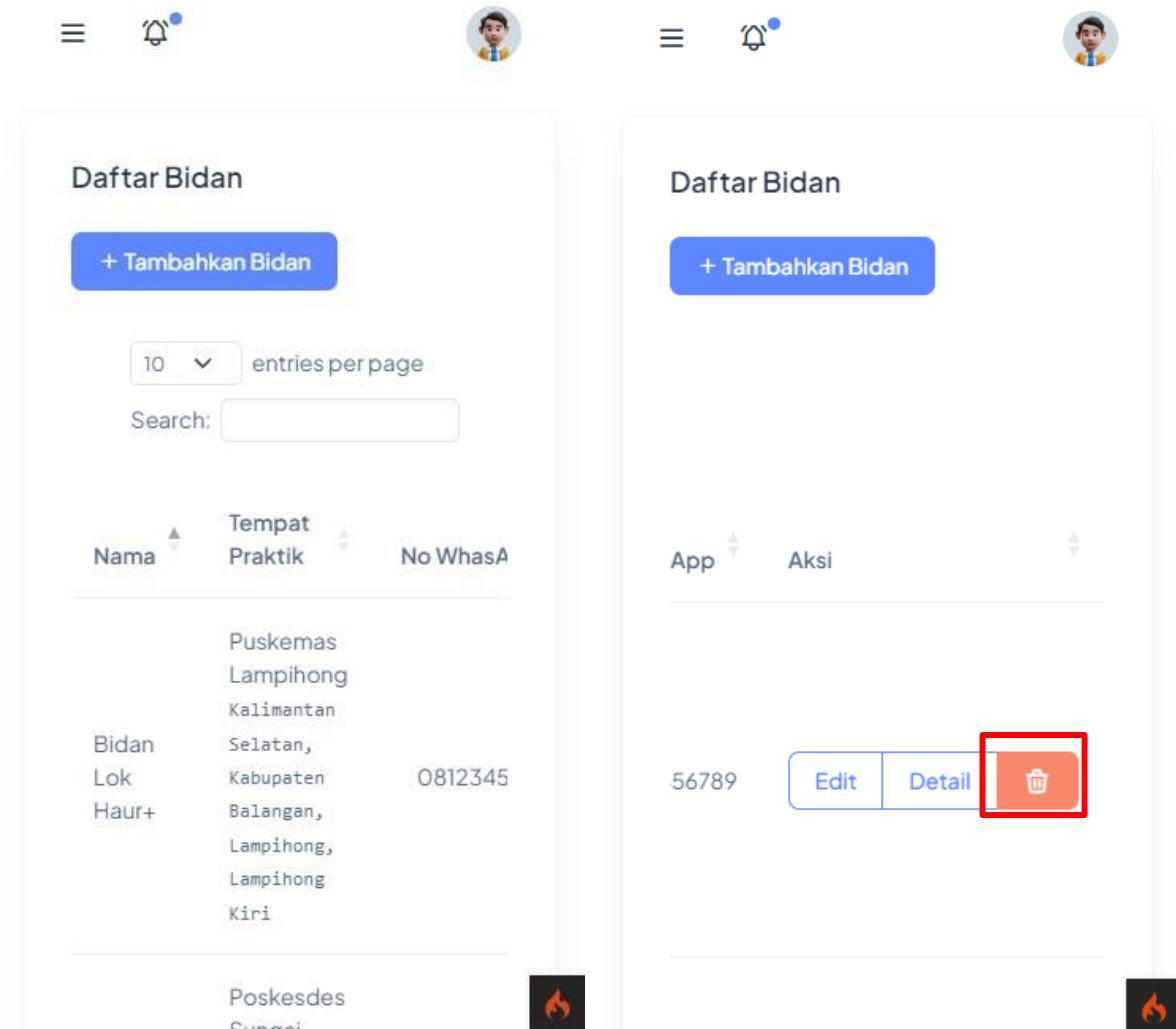 Daftar Bidan
+ Tambahkan Bidan
10 entries per page
Search:
Nama Tempat Praktik No WhasA
Bidan
Lok
Haur+
Puskemas
Lampihong
Kalimantan
Selatan,
Kabupaten
Balangan,
Lampihong,
Lampihong
Kiri
0812345
Poskesdes
Sungai
Daftar Bidan
+ Tambahkan Bidan
App Aksi
56789 Edit Detail